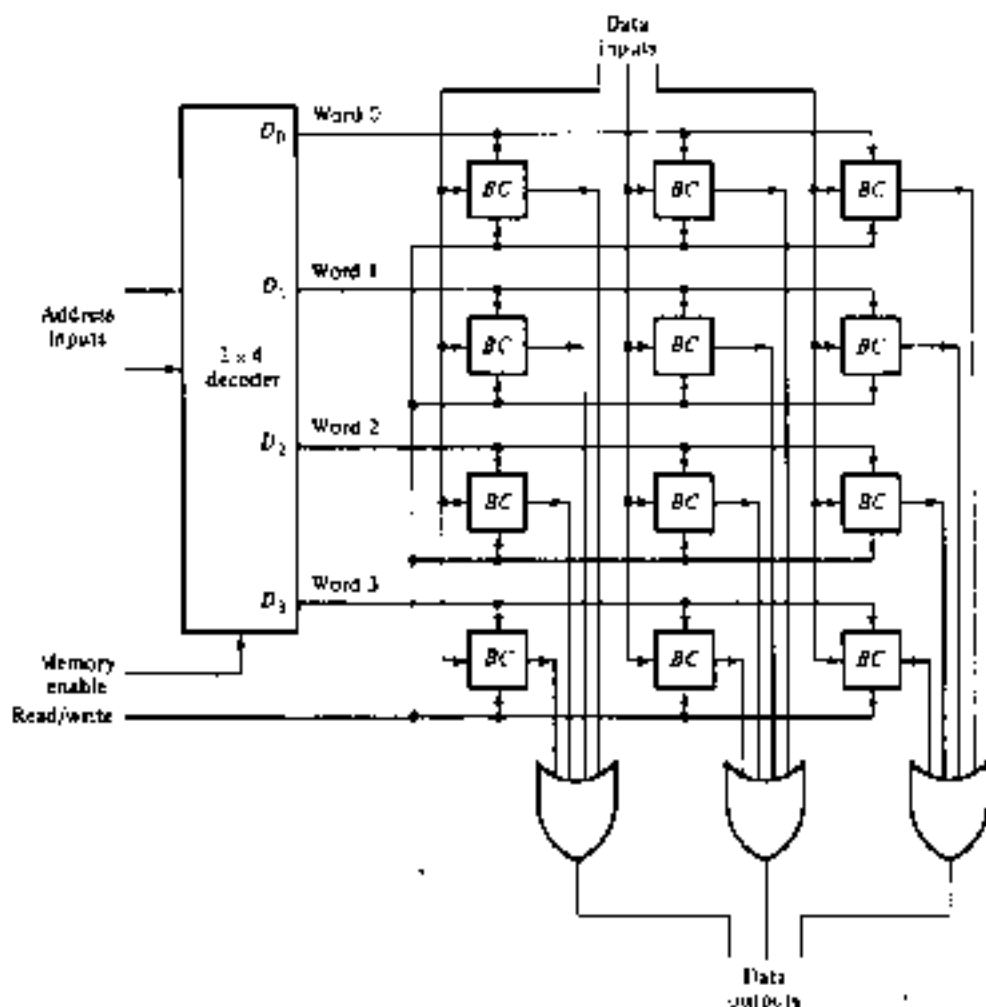 Data
inputs
Word 0
D0
BC BC BC
Word 1
D1
Address
inputs
BC BC BC
2 × 4
decoder
Word 2
D2
BC BC BC
Word 3
D3
BC BC BC
Memory
enable
Read/write
Data
outputs